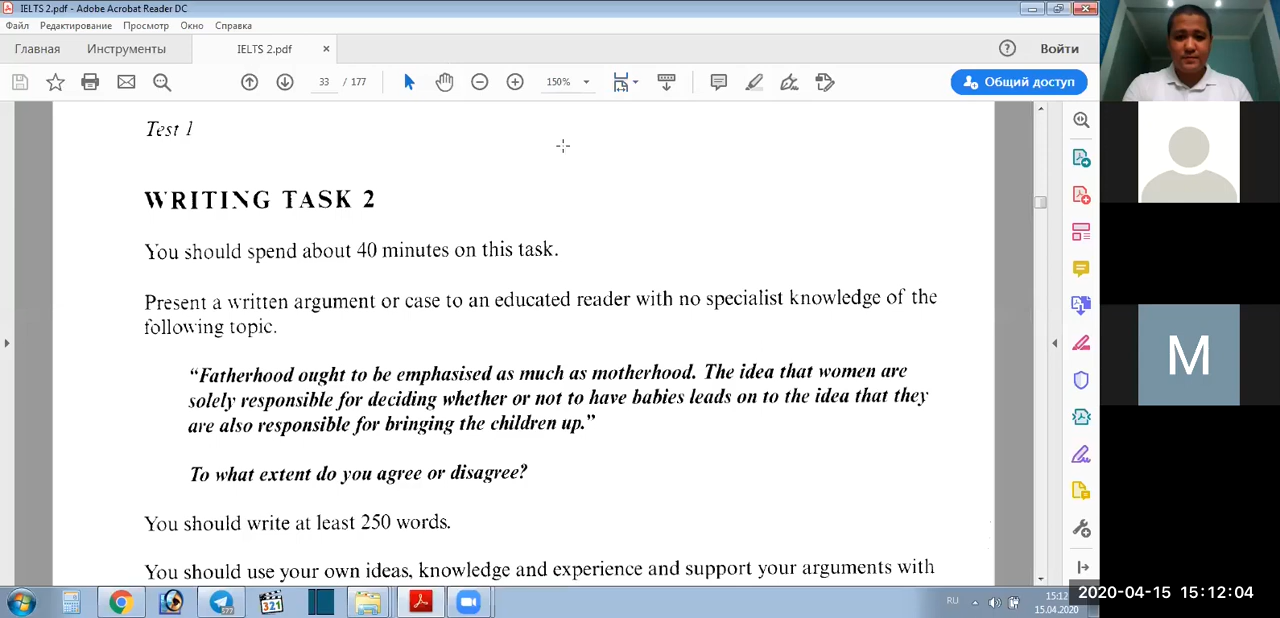 IELTS 2.pdf - Adobe Acrobat Reader DC
Файл Редактирование Просмотр Окно Справка
Главная Инструменты IELTS 2.pdf × Войти
33 / 177 150% Общий доступ
Test 1
WRITING TASK 2
You should spend about 40 minutes on this task.
Present a written argument or case to an educated reader with no specialist knowledge of the
following topic.
“Fatherhood ought to be emphasised as much as motherhood. The idea that women are
solely responsible for deciding whether or not to have babies leads on to the idea that they
are also responsible for bringing the children up.”
To what extent do you agree or disagree?
You should write at least 250 words.
You should use your own ideas, knowledge and experience and support your arguments with
M
577
321
RU
15:12
15.04.2020
2020-04-15 15:12:04